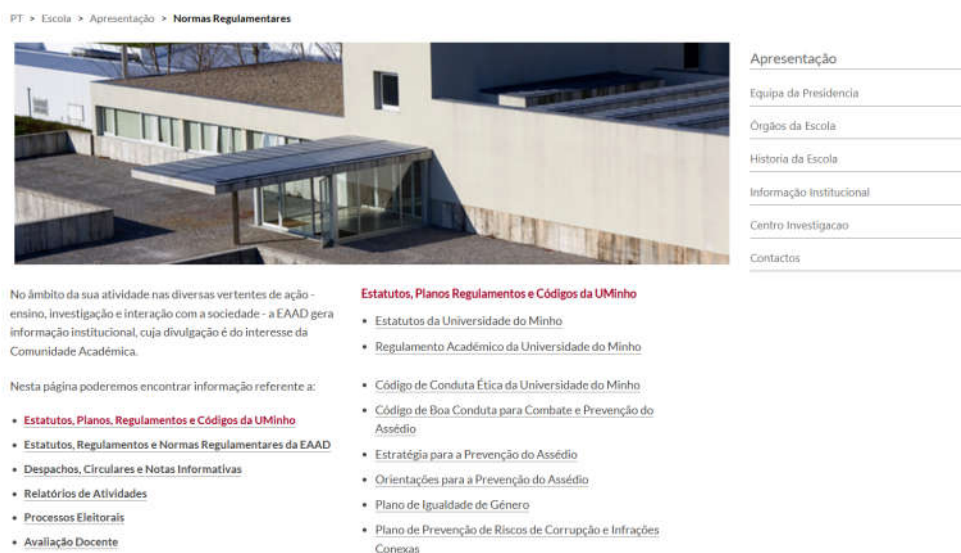 PT > Escola > Apresentação > Normas Regulamentares
No âmbito da sua atividade nas diversas vertentes de ação -
ensino, investigação e interação com a sociedade - a EAAD gera
informação institucional, cuja divulgação é do interesse da
Comunidade Académica.
Nesta página poderemos encontrar informação referente a:
• Estatutos, Planos, Regulamentos e Códigos da UMinho
• Estatutos, Regulamentos e Normas Regulamentares da EAAD
• Despachos, Circulares e Notas Informativas
• Relatórios de Atividades
• Processos Eleitorais
• Avaliação Docente
Estatutos, Planos Regulamentos e Códigos da UMinho
• Estatutos da Universidade do Minho
• Regulamento Académico da Universidade do Minho
• Código de Conduta Ética da Universidade do Minho
• Código de Boa Conduta para Combate e Prevenção do
Assédio
• Estratégia para a Prevenção do Assédio
• Orientações para a Prevenção do Assédio
• Plano de Igualdade de Género
• Plano de Prevenção de Riscos de Corrupção e Infrações
Conexas
Apresentação
Equipa da Presidencia
Órgãos da Escola
Historia da Escola
Informação Institucional
Centro Investigacao
Contactos